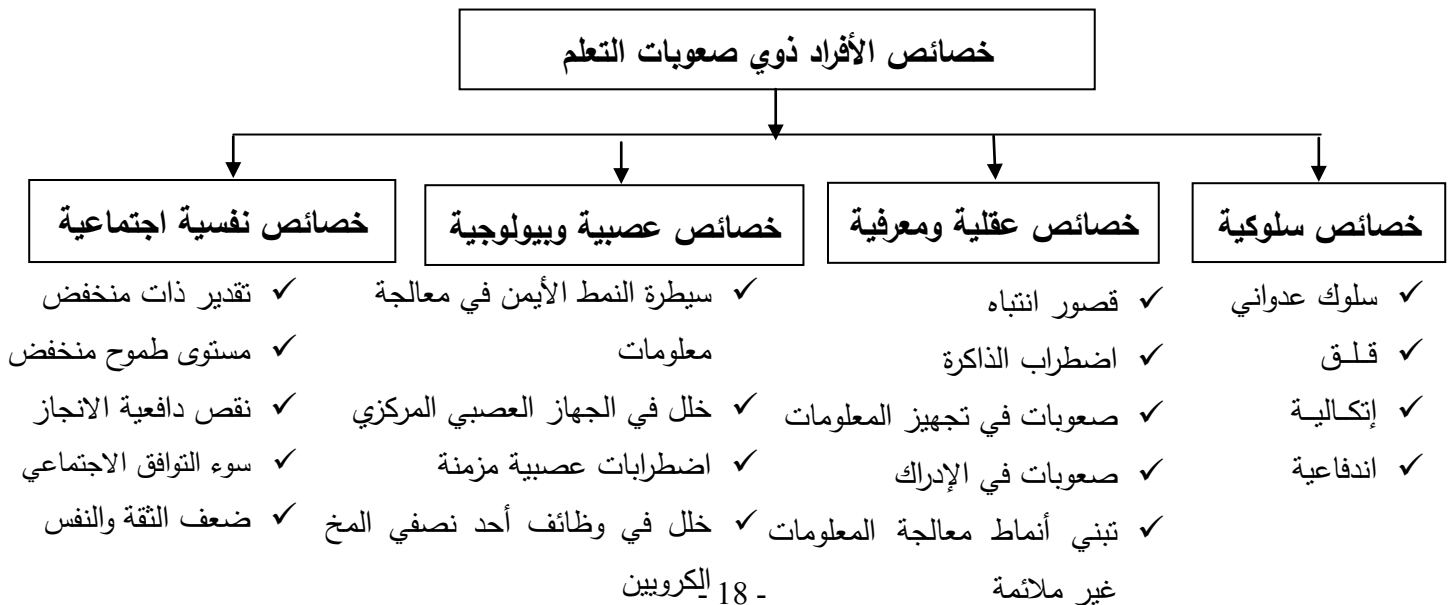 خصائص الأفراد ذوي صعوبات التعلم
خصائص سلوكية
✓ سلوك عدواني
✓ قـلـق
✓ إتكـاليـة
✓ اندفاعية
خصائص عقلية ومعرفية
✓ قصور انتباه
✓ اضطراب الذاكرة
✓ صعوبات في تجهيز المعلومات
✓ صعوبات في الإدراك
✓ تبني أنماط معالجة المعلومات
غير ملائمة
خصائص عصبية وبيولوجية
✓ سيطرة النمط الأيمن في معالجة
معلومات
✓ خلل في الجهاز العصبي المركزي
✓ اضطرابات عصبية مزمنة
✓ خلل في وظائف أحد نصفي المخ
الكرويين
خصائص نفسية اجتماعية
✓ تقدير ذات منخفض
✓ مستوى طموح منخفض
✓ نقص دافعية الانجاز
✓ سوء التوافق الاجتماعي
✓ ضعف الثقة والنفس
- 18 -